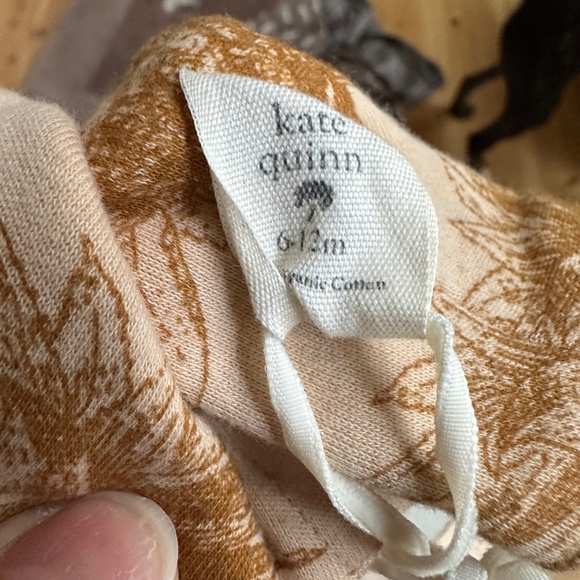 kate
quinn
6-12m
Organic Cotton